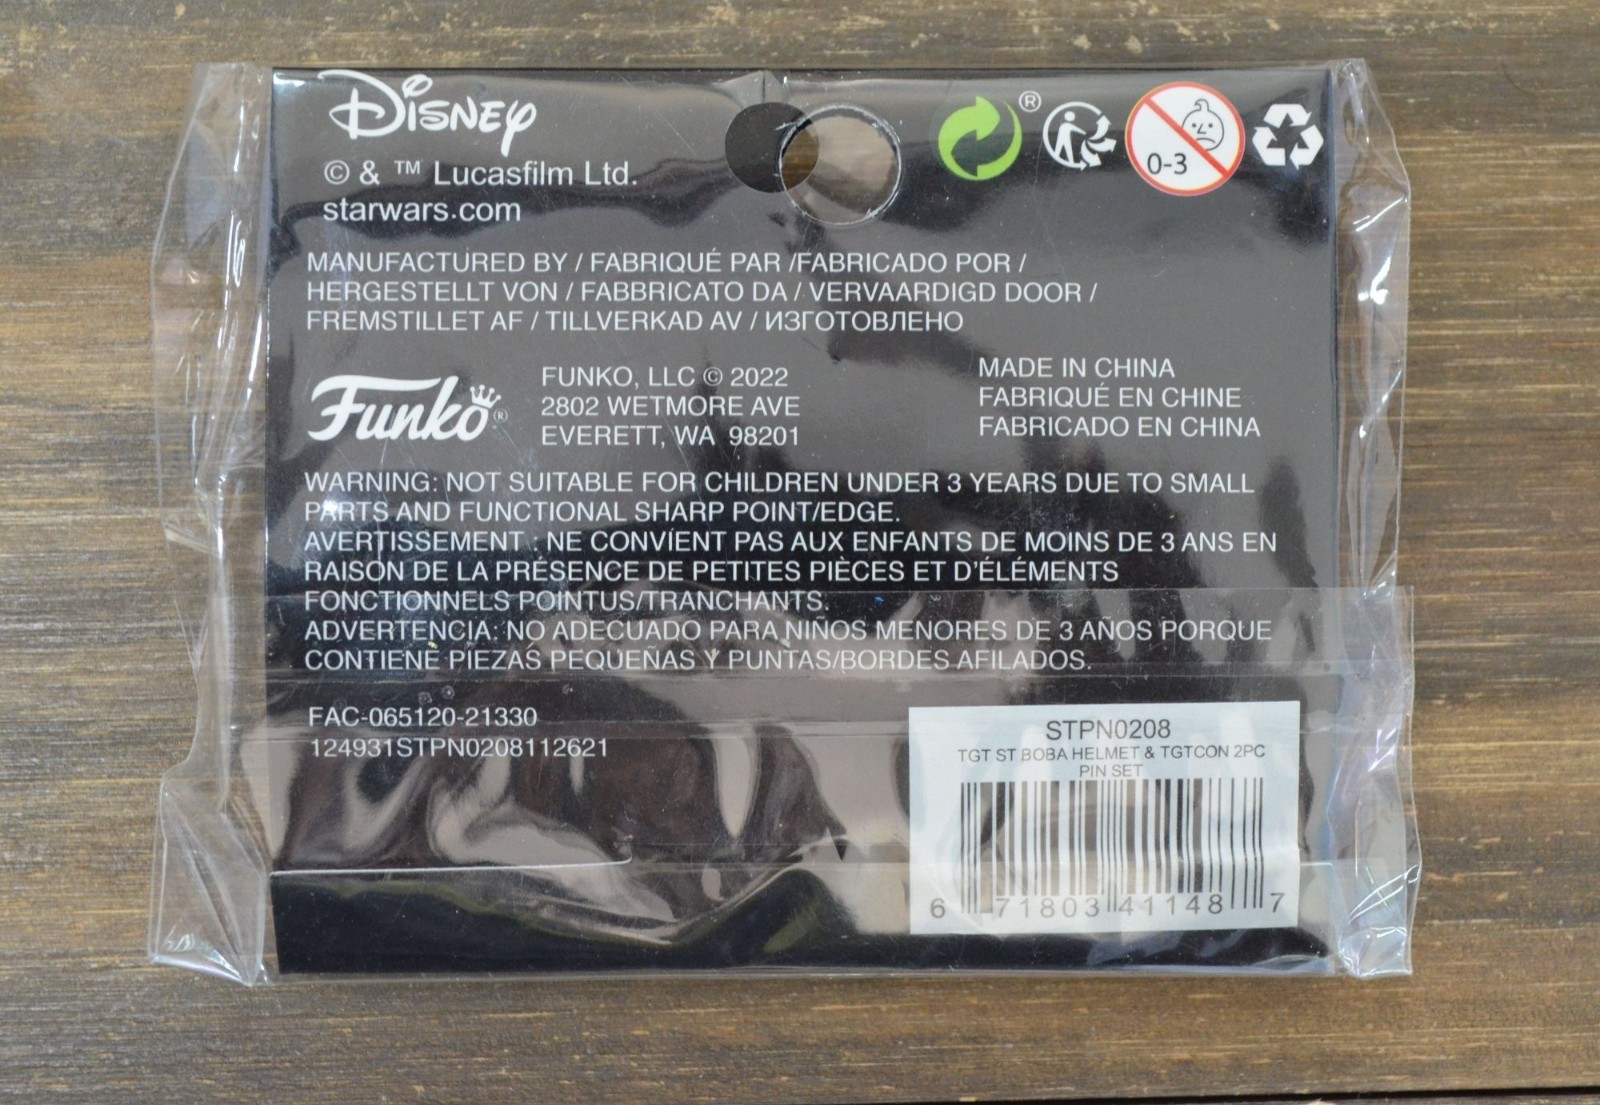 Disney
© & ™ Lucasfilm Ltd.
starwars.com
®
0-3
MANUFACTURED BY / FABRIQUÉ PAR /FABRICADO POR /
HERGESTELLT VON / FABBRICATO DA / VERVAARDIGD DOOR /
FREMSTILLET AF / TILLVERKAD AV / ИЗГОТОВЛЕНО
Funko®
FUNKO, LLC © 2022
2802 WETMORE AVE
EVERETT, WA 98201
MADE IN CHINA
FABRIQUÉ EN CHINE
FABRICADO EN CHINA
WARNING: NOT SUITABLE FOR CHILDREN UNDER 3 YEARS DUE TO SMALL
PARTS AND FUNCTIONAL SHARP POINT/EDGE.
AVERTISSEMENT : NE CONVÍENT PAS AUX ENFANTS DE MOINS DE 3 ANS EN
RAISON DE LA PRÉSENCE DE PETITES PIÈCES ET D'ÉLÉMENTS
FONCTIONNELS POINTUS/TRANCHANTS.
ADVERTENCIA: NO ADECUADO PARA NIÑOS MENORES DE 3 AÑOS PORQUE
CONTIENE PIEZAS PEQUEÑAS Y PUNTAS/BORDES AFILADOS.
FAC-065120-21330
124931STPN0208112621
STPN0208
TGT ST BOBA HELMET & TGTCON 2PC
PIN SET
6 71803 41148 7